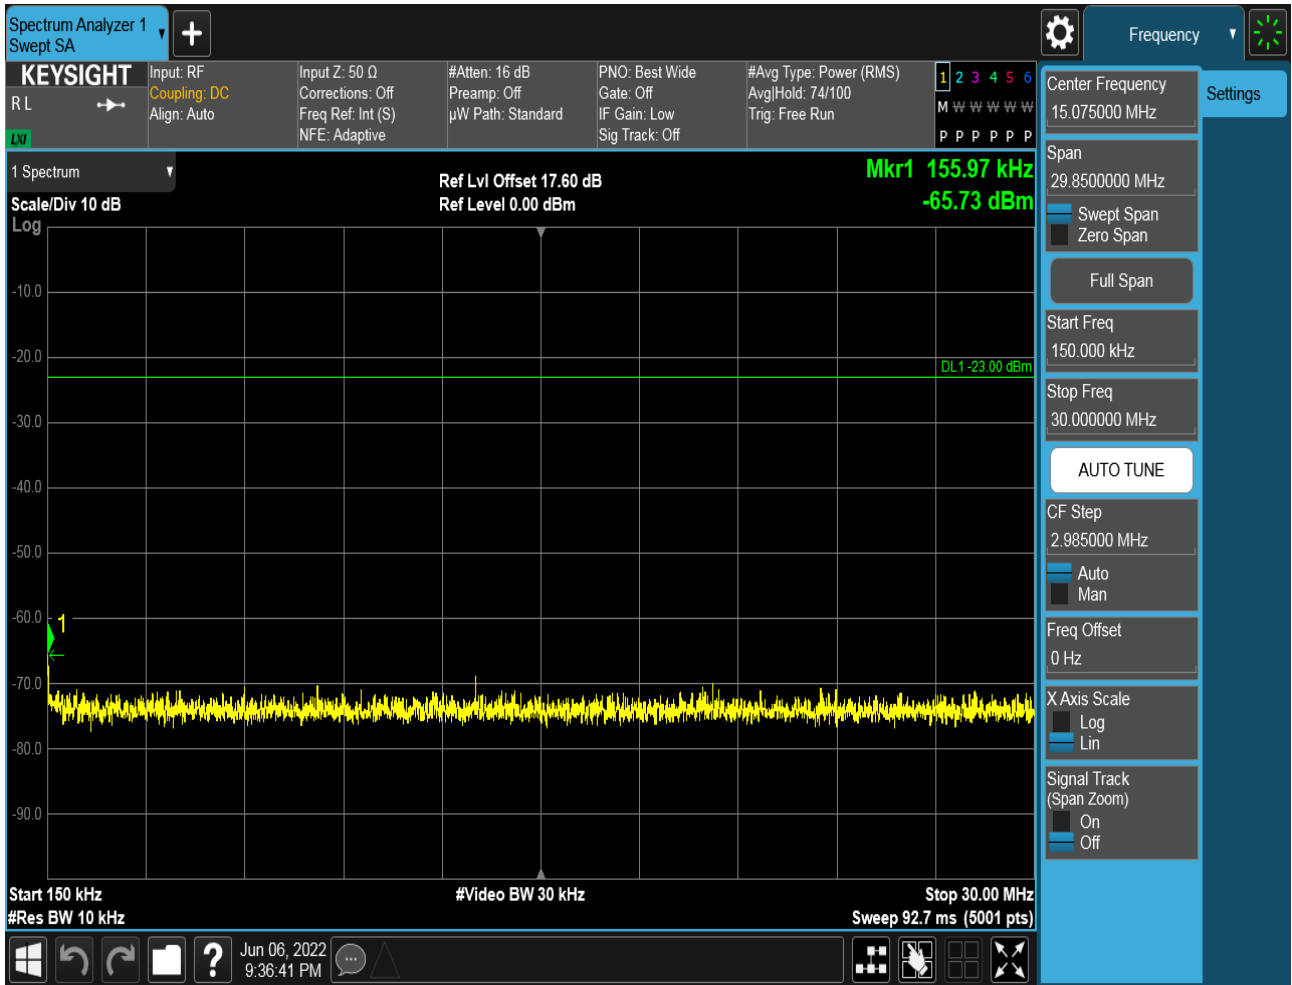 Spectrum Analyzer 1
Swept SA
Frequency
KEYSIGHT
R L
LXI
Input: RF
Coupling: DC
Align: Auto
Input Z: 50 Ω
Corrections: Off
Freq Ref: Int (S)
NFE: Adaptive
#Atten: 16 dB
Preamp: Off
µW Path: Standard
PNO: Best Wide
Gate: Off
IF Gain: Low
Sig Track: Off
#Avg Type: Power (RMS)
Avg|Hold: 74/100
Trig: Free Run
1 2 3 4 5 6
M W W W W W
P P P P P P
1 Spectrum
Scale/Div 10 dB
Log
Ref Lvl Offset 17.60 dB
Ref Level 0.00 dBm
Mkr1 155.97 kHz
-65.73 dBm
-10.0
-20.0
DL1 -23.00 dBm
-30.0
-40.0
-50.0
-60.0
1
-70.0
-80.0
-90.0
Start 150 kHz
#Res BW 10 kHz
#Video BW 30 kHz
Stop 30.00 MHz
Sweep 92.7 ms (5001 pts)
Center Frequency
15.075000 MHz
Settings
Span
29.8500000 MHz
Swept Span
Zero Span
Full Span
Start Freq
150.000 kHz
Stop Freq
30.000000 MHz
AUTO TUNE
CF Step
2.985000 MHz
Auto
Man
Freq Offset
0 Hz
X Axis Scale
Log
Lin
Signal Track
(Span Zoom)
On
Off
?
Jun 06, 2022
9:36:41 PM